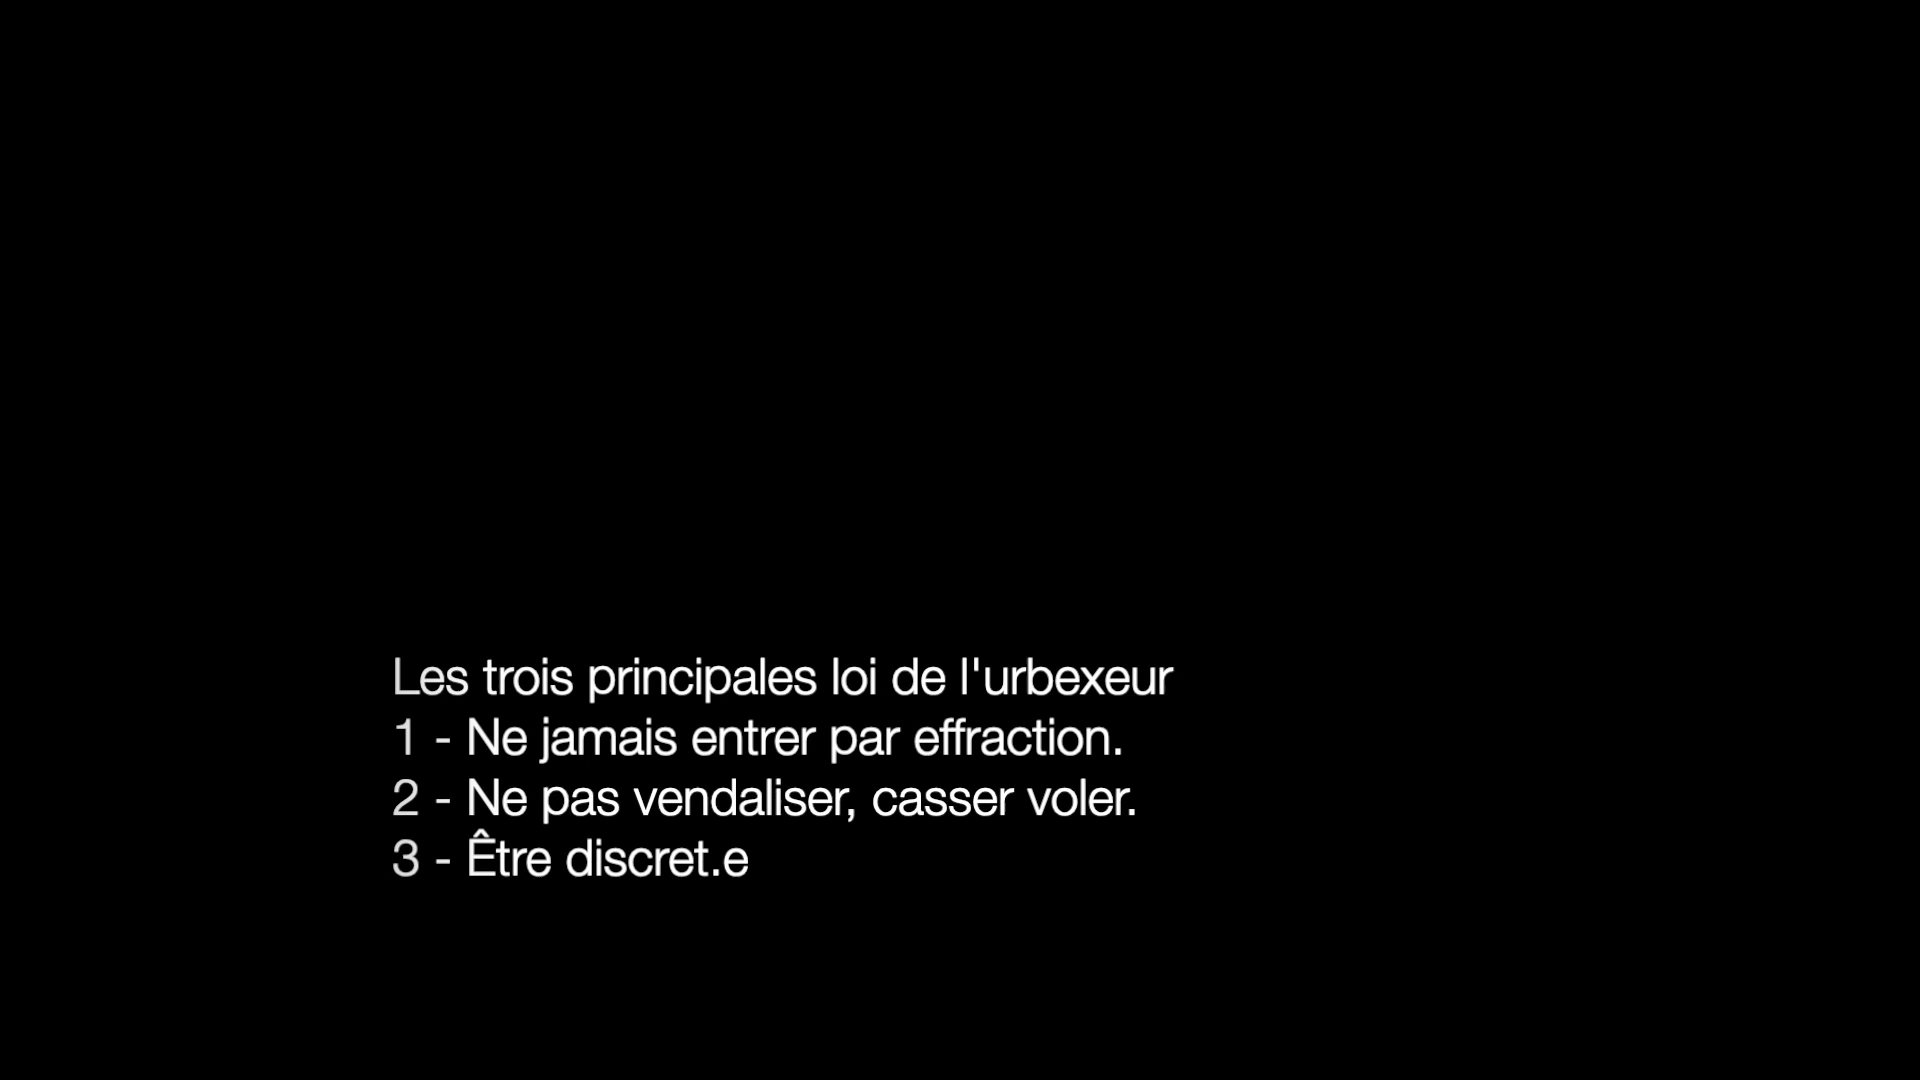 Les trois principales loi de l'urbexeur
1 - Ne jamais entrer par effraction.
2 - Ne pas vendaliser, casser voler.
3 - Être discret.e